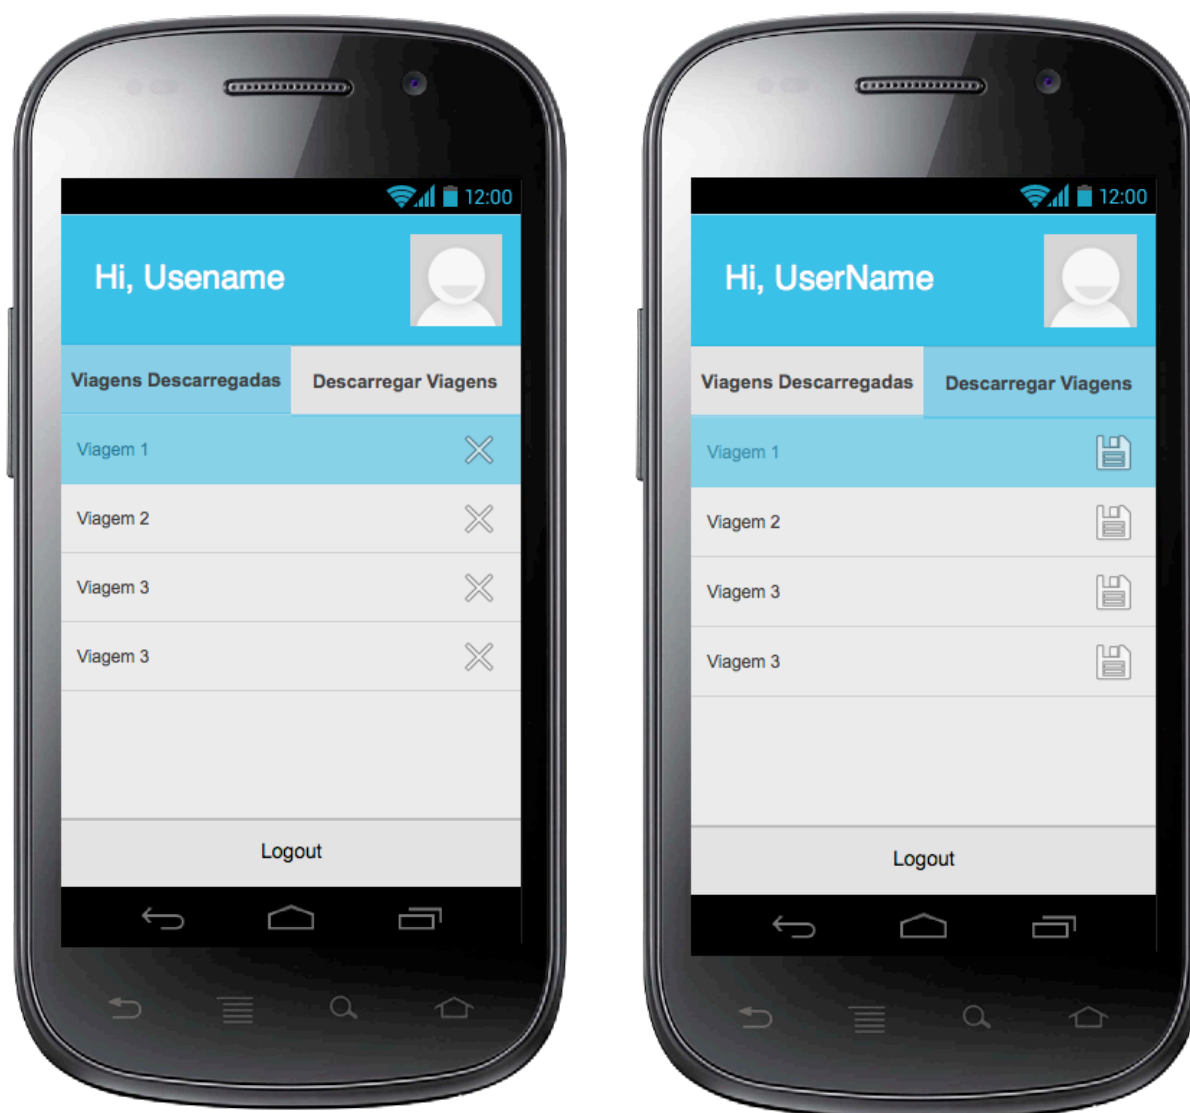 12:00
Hi, Usename
Viagens Descarregadas Descarregar Viagens
Viagem 1
Viagem 2
Viagem 3
Viagem 3
Logout
12:00
Hi, UserName
Viagens Descarregadas Descarregar Viagens
Viagem 1
Viagem 2
Viagem 3
Viagem 3
Logout